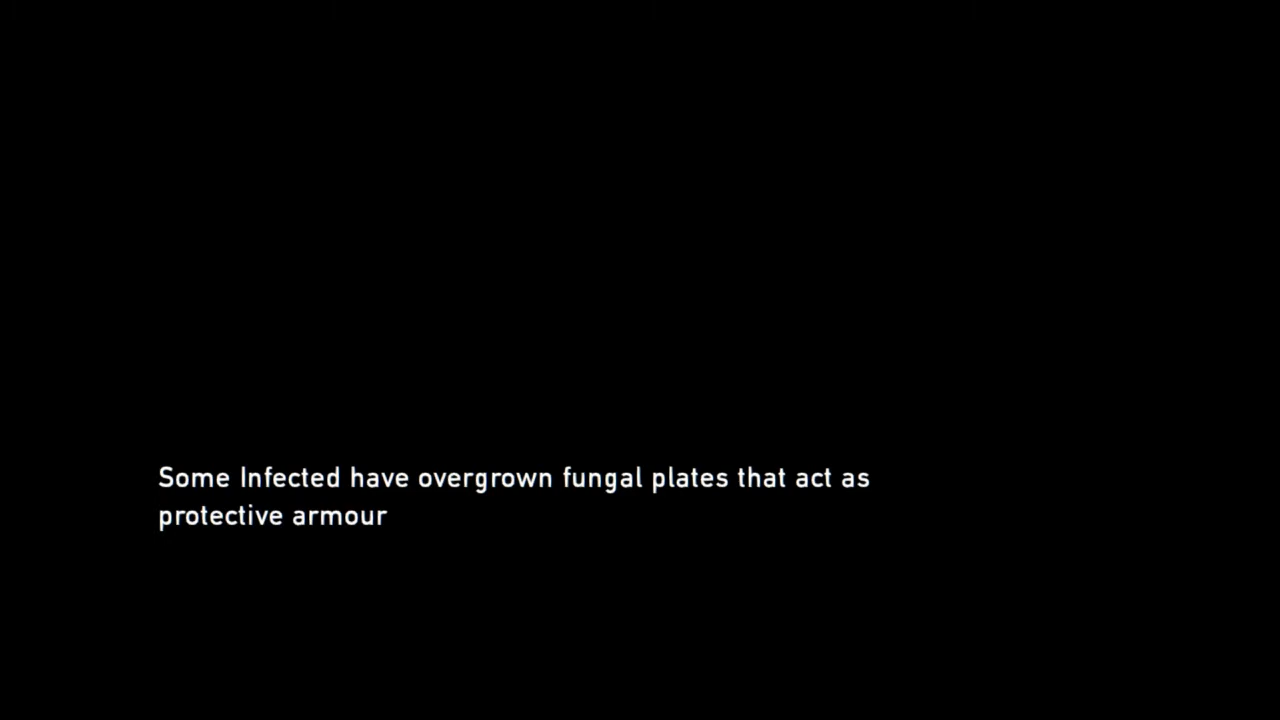 Some Infected have overgrown fungal plates that act as
protective armour